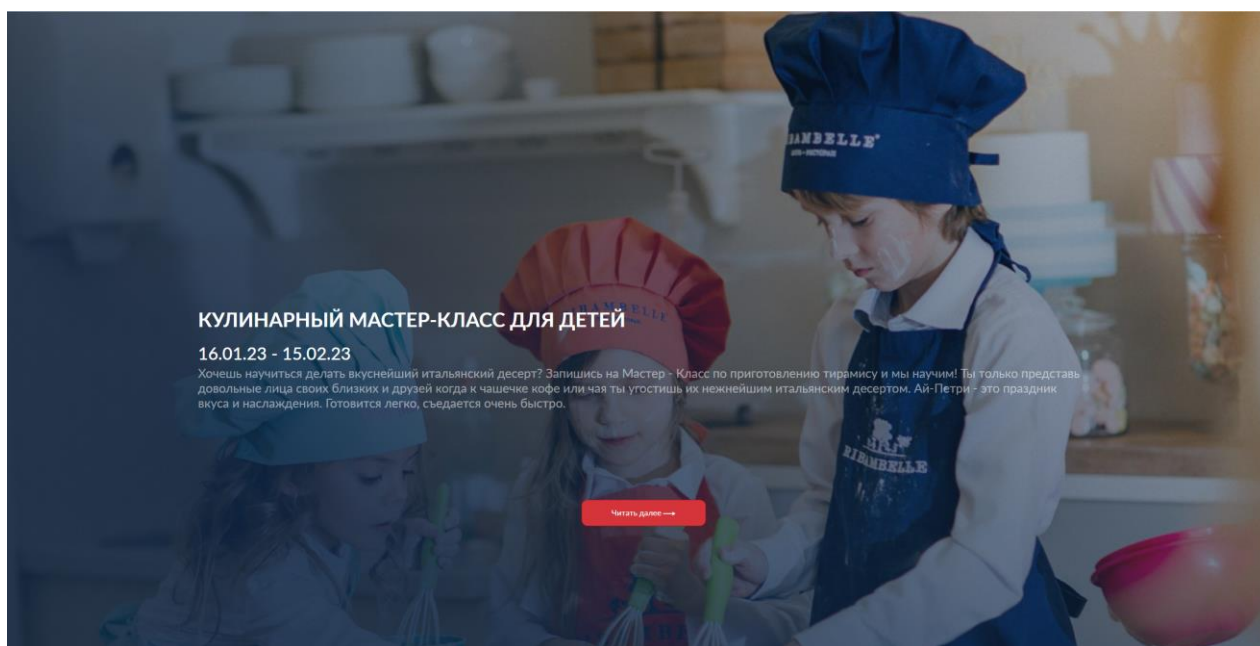 RIBAMBELLE
КУЛИНАРНЫЙ МАСТЕР-КЛАСС ДЛЯ ДЕТЕЙ
16.01.23 - 15.02.23
Хочешь научиться делать вкуснейший итальянский десерт? Запишись на Мастер - Класс по приготовлению тирамису и мы научим! Ты только представь
довольные лица своих близких и друзей когда к чашечке кофе или чая ты угостишь их нежнейшим итальянским десертом. Ай-Петри - это праздник
вкуса и наслаждения. Готовится легко, съедается очень быстро.
RIBAMBELLE
Читать далее